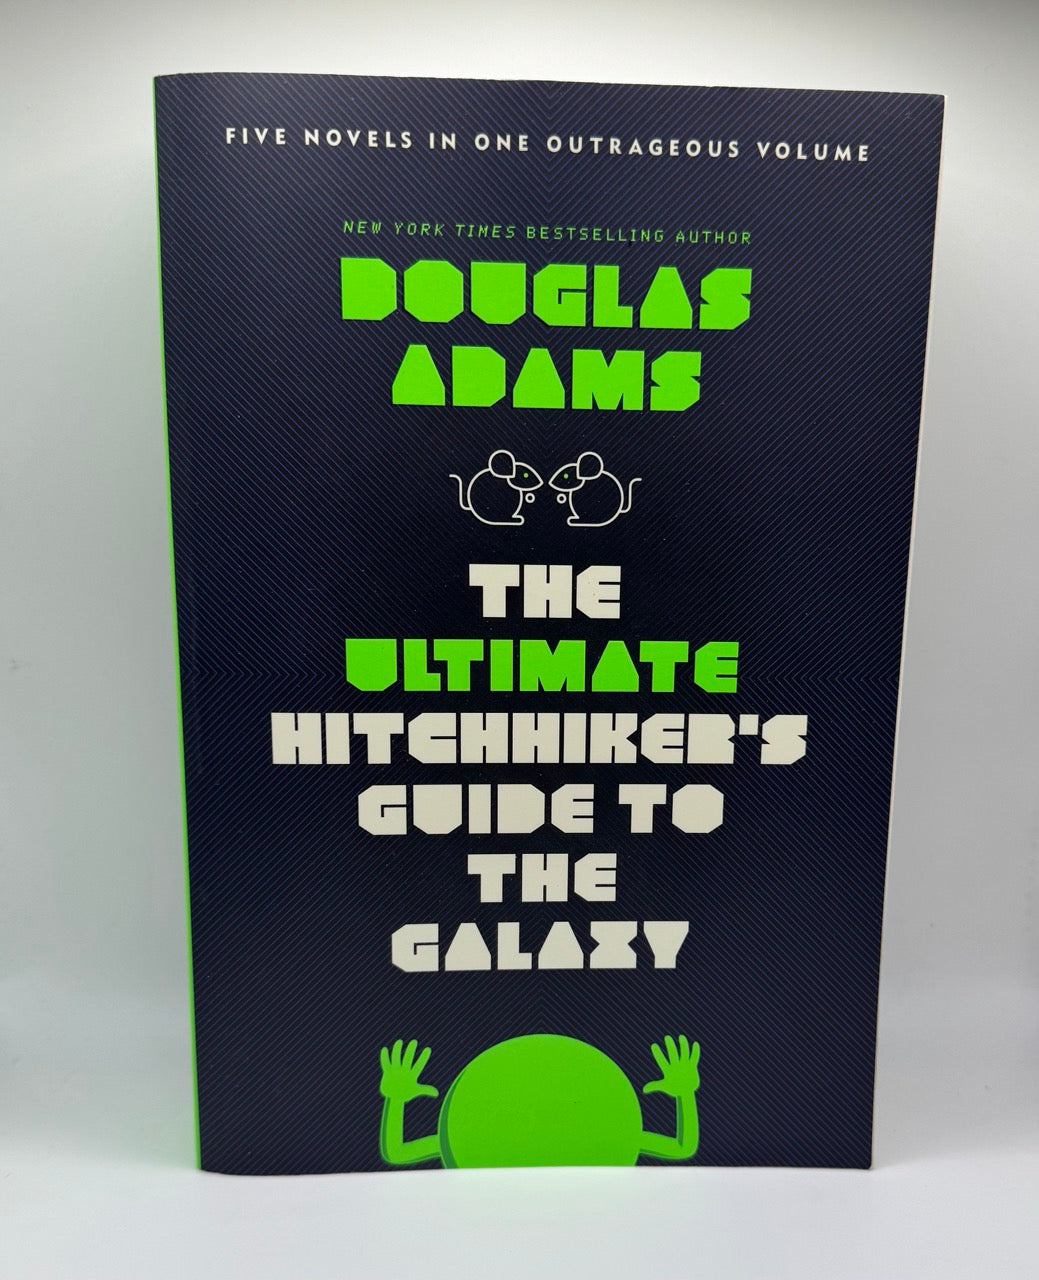 FIVE NOVELS IN ONE OUTRAGEOUS VOLUME
NEW YORK TIMES BESTSELLING AUTHOR
DOUGLAS
ADAMS
THE
ULTIMATE
HITCHHIKER'S
GUIDE TO
THE
GALAXY